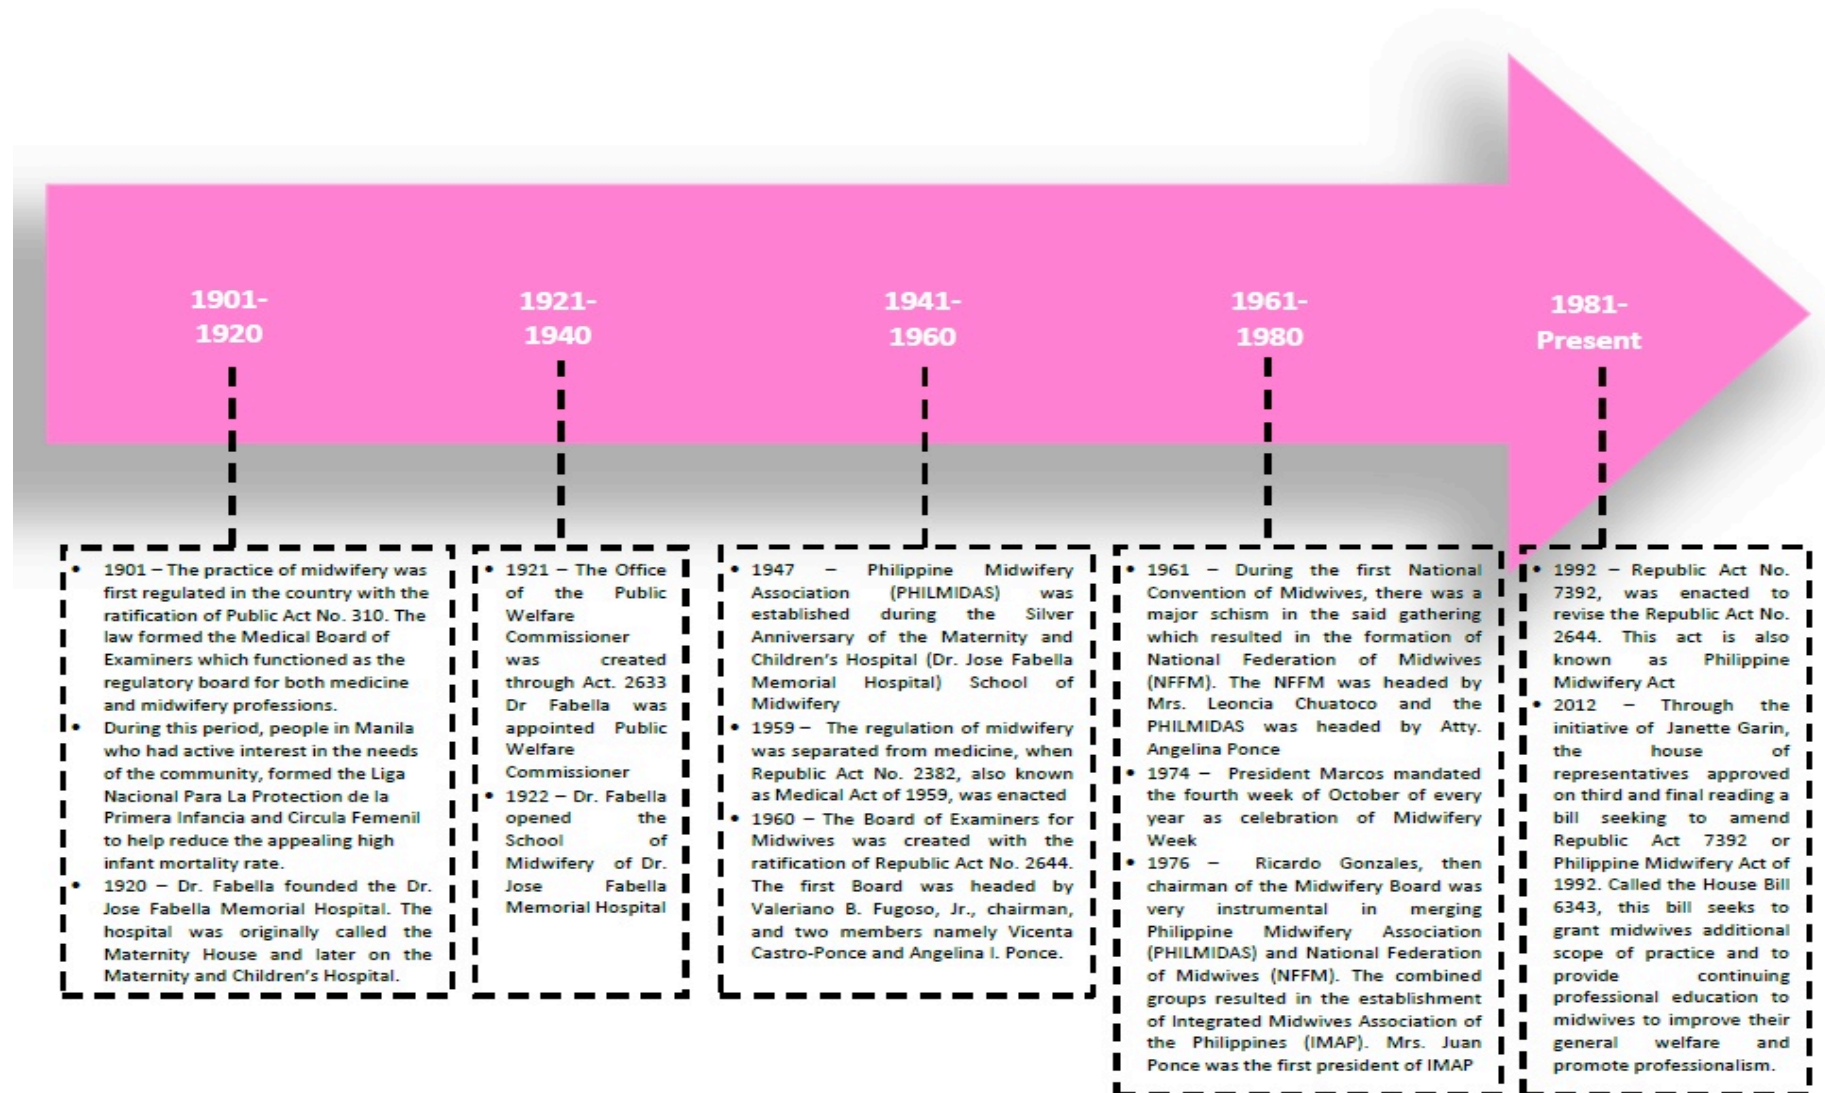 1901-
1920
1921-
1940
1941-
1960
1961-
1980
1981-
Present
• 1901 – The practice of midwifery was
first regulated in the country with the
ratification of Public Act No. 310. The
law formed the Medical Board of
Examiners which functioned as the
regulatory board for both medicine
and midwifery professions.
• During this period, people in Manila
who had active interest in the needs
of the community, formed the Liga
Nacional Para La Protection de la
Primera Infancia and Circula Femenil
to help reduce the appealing high
infant mortality rate.
• 1920 – Dr. Fabella founded the Dr.
Jose Fabella Memorial Hospital. The
hospital was originally called the
Maternity House and later on the
Maternity and Children's Hospital.
• 1921 – The Office
of the Public
Welfare
Commissioner
was created
through Act. 2633
Dr Fabella was
appointed Public
Welfare
Commissioner
• 1922 – Dr. Fabella
opened the
School of
Midwifery of Dr.
Jose Fabella
Memorial Hospital
• 1947 – Philippine Midwifery
Association (PHILMIDAS) was
established during the Silver
Anniversary of the Maternity and
Children's Hospital (Dr. Jose Fabella
Memorial Hospital) School of
Midwifery
• 1959 – The regulation of midwifery
was separated from medicine, when
Republic Act No. 2382, also known
as Medical Act of 1959, was enacted
• 1960 – The Board of Examiners for
Midwives was created with the
ratification of Republic Act No. 2644.
The first Board was headed by
Valeriano B. Fugoso, Jr., chairman,
and two members namely Vicenta
Castro-Ponce and Angelina I. Ponce.
• 1961 – During the first National
Convention of Midwives, there was a
major schism in the said gathering
which resulted in the formation of
National Federation of Midwives
(NFFM). The NFFM was headed by
Mrs. Leoncia Chuatoco and the
PHILMIDAS was headed by Atty.
Angelina Ponce
• 1974 – President Marcos mandated
the fourth week of October of every
year as celebration of Midwifery
Week
• 1976 – Ricardo Gonzales, then
chairman of the Midwifery Board was
very instrumental in merging
Philippine Midwifery Association
(PHILMIDAS) and National Federation
of Midwives (NFFM). The combined
groups resulted in the establishment
of Integrated Midwives Association of
the Philippines (IMAP). Mrs. Juan
Ponce was the first president of IMAP
• 1992 – Republic Act No.
7392, was enacted to
revise the Republic Act No.
2644. This act is also
known as Philippine
Midwifery Act
• 2012 – Through the
initiative of Janette Garin,
the house of
representatives approved
on third and final reading a
bill seeking to amend
Republic Act 7392 or
Philippine Midwifery Act of
1992. Called the House Bill
6343, this bill seeks to
grant midwives additional
scope of practice and to
provide continuing
professional education to
midwives to improve their
general welfare and
promote professionalism.